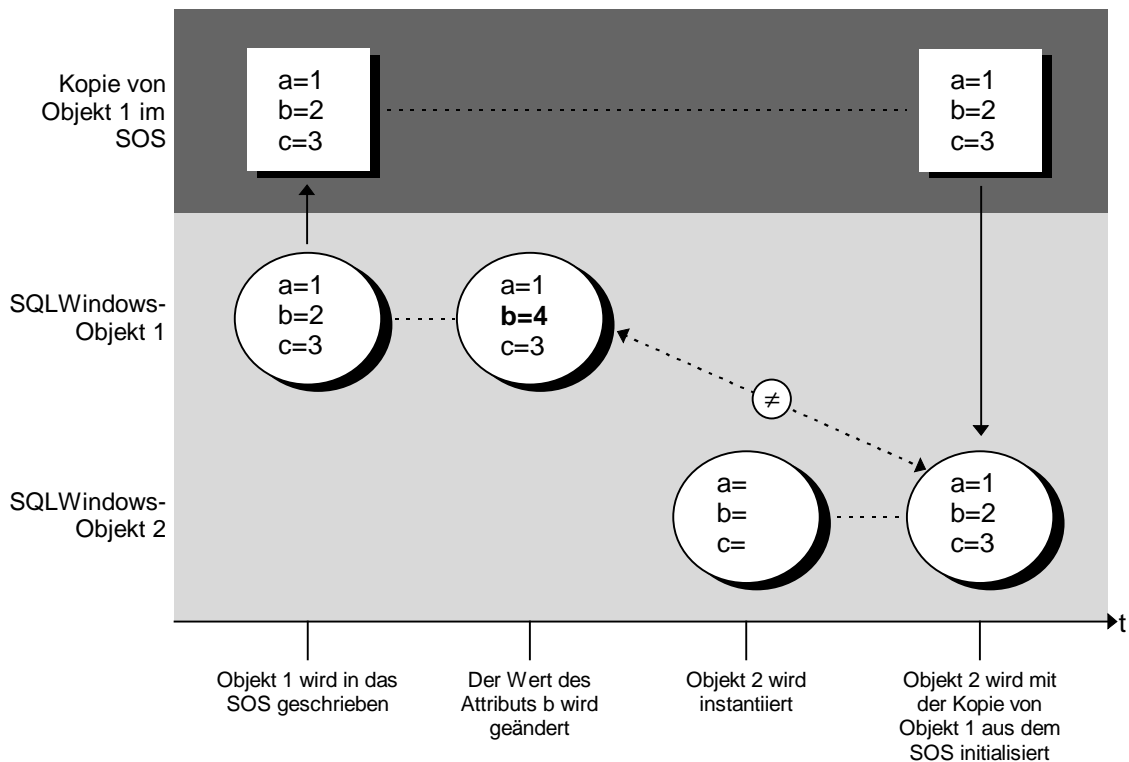 Kopie von
Objekt 1 im
SOS
a=1
b=2
c=3
a=1
b=2
c=3
SQLWindows-
Objekt 1
a=1
b=2
c=3
a=1
b=4
c=3
≠
SQLWindows-
Objekt 2
a=
b=
c=
a=1
b=2
c=3
t
Objekt 1 wird in das
SOS geschrieben
Der Wert des
Attributs b wird
geändert
Objekt 2 wird
instantiiert
Objekt 2 wird mit
der Kopie von
Objekt 1 aus dem
SOS initialisiert